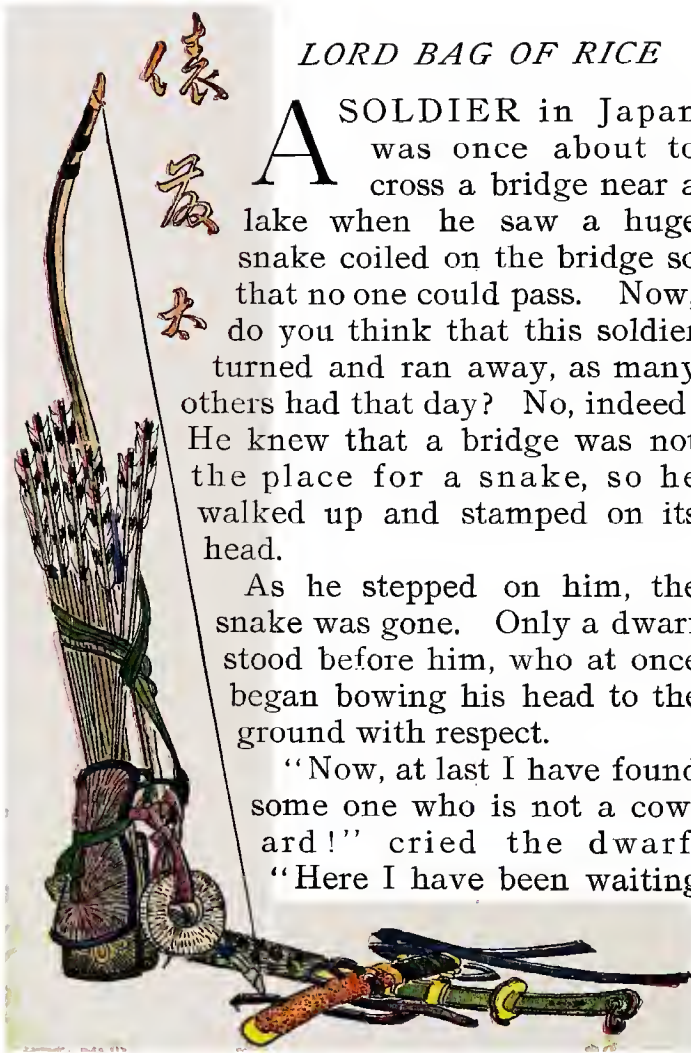 俵
藤
太
LORD BAG OF RICE
A SOLDIER in Japan
was once about to
cross a bridge near a
lake when he saw a huge
snake coiled on the bridge so
that no one could pass. Now,
do you think that this soldier
turned and ran away, as many
others had that day? No, indeed
He knew that a bridge was not
the place for a snake, so he
walked up and stamped on its
head.
As he stepped on him, the
snake was gone. Only a dwarf
stood before him, who at once
began bowing his head to the
ground with respect.
"Now, at last I have found
some one who is not a cow
ard!" cried the dwarf
"Here I have been waiting